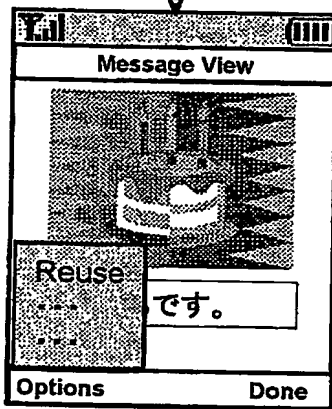 Message View
Reuse
...
...
です。
Options
Done